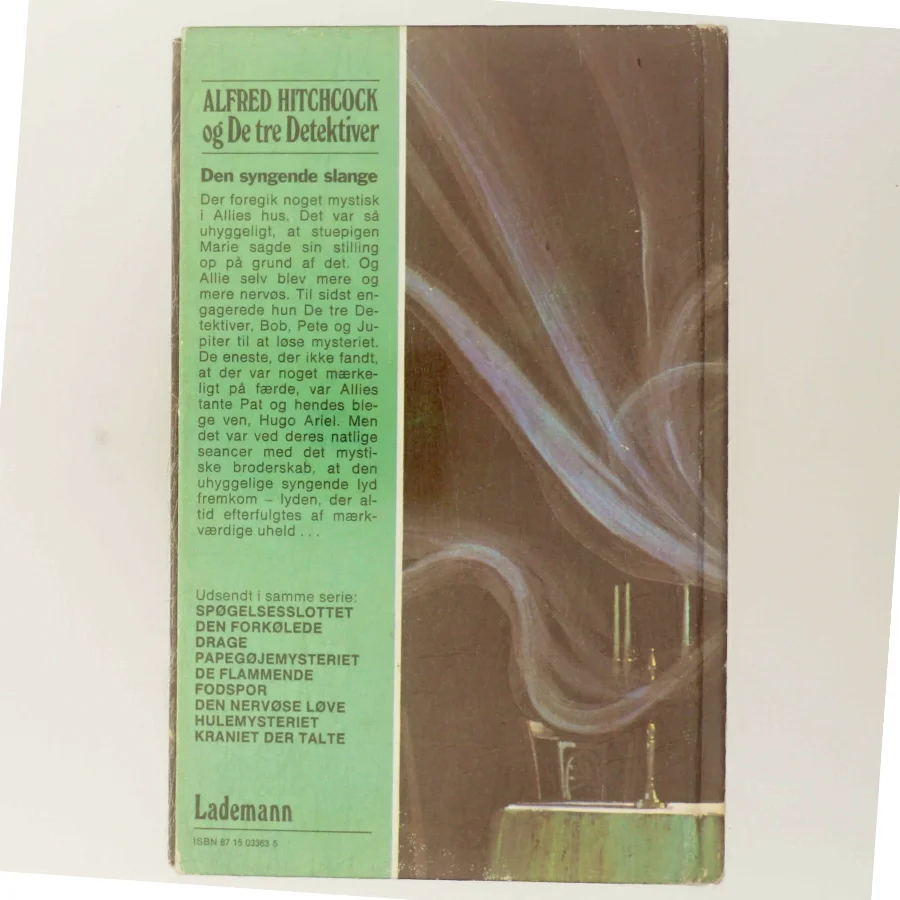 ALFRED HITCHCOCK
og De tre Detektiver
Den syngende slange
Der foregik noget mystisk
i Allies hus. Det var så
uhyggeligt, at stuepigen
Marie sagde sin stilling
op på grund af det. Og
Allie selv blev mere og
mere nervøs. Til sidst en-
gagerede hun De tre De-
tektiver, Bob, Pete og Ju-
piter til at løse mysteriet.
De eneste, der ikke fandt,
at der var noget mærke-
ligt på færde, var Allies
tante Pat og hendes ble-
ge ven, Hugo Ariel. Men
det var ved deres natlige
seancer med det mysti-
ske broderskab, at den
uhyggelige syngende lyd
fremkom – lyden, der al-
tid efterfulgtes af mærk-
værdige uheld . . .
Udsendt i samme serie:
SPØGELSESSLOTTET
DEN FORKØLEDE
DRAGE
PAPEGØJEMYSTERIET
DE FLAMMENDE
FODSPOR
DEN NERVØSE LØVE
HULEMYSTERIET
KRANIET DER TALTE
Lademann
ISBN 87 15 03363 5